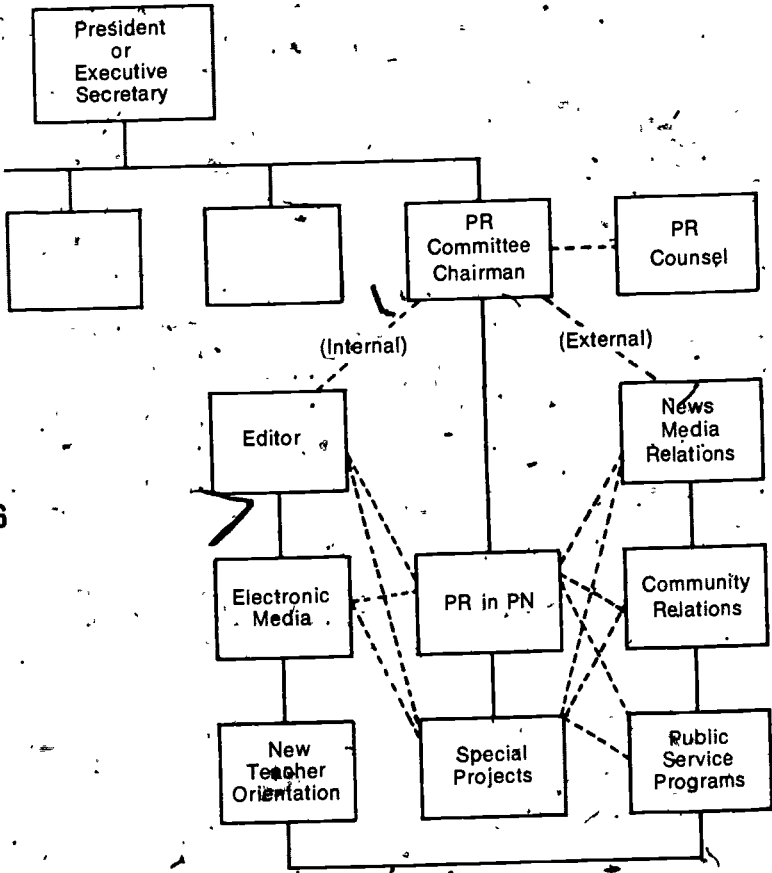 President
or
Executive
Secretary
PR
Committee
Chairman
PR
Counsel
(Internal)
(External)
Editor
News
Media
Relations
6
Electronic
Media
PR in PN
Community
Relations
New
Teacher
Orientation
Special
Projects
Public
Service
Programs